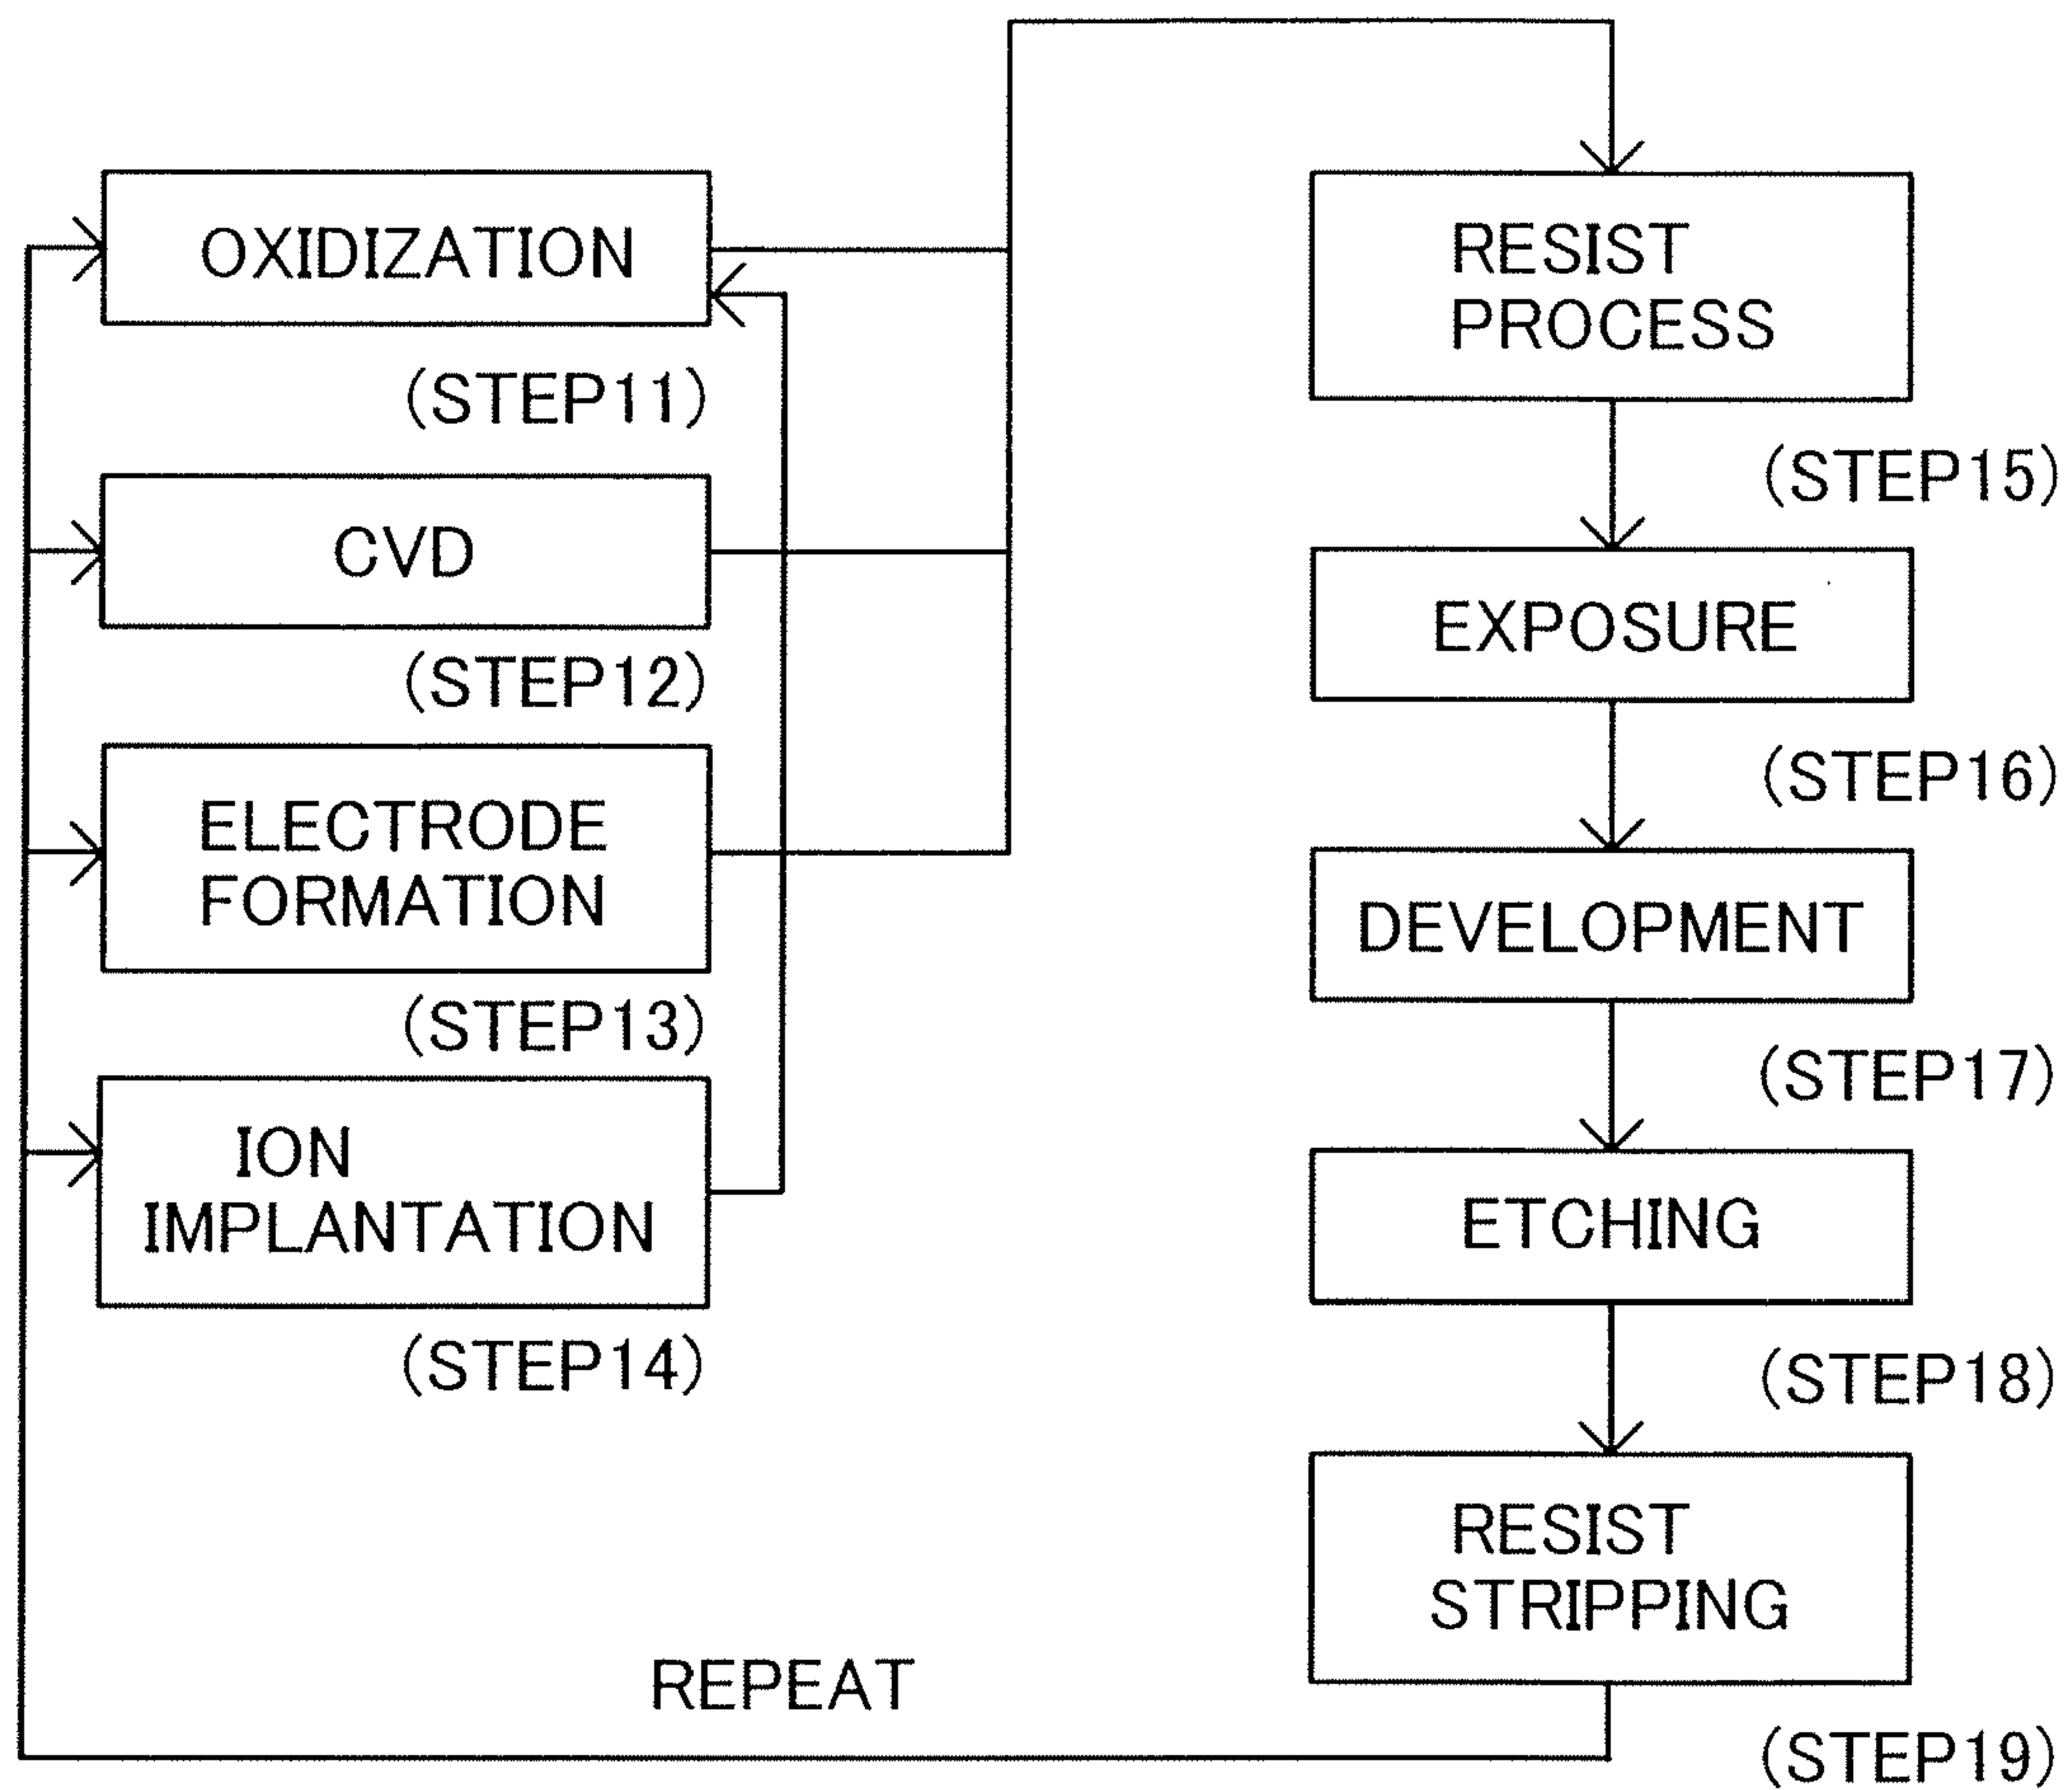 OXIDIZATION
(STEP11)
CVD
(STEP12)
ELECTRODE
FORMATION
(STEP13)
ION
IMPLANTATION
(STEP14)
RESIST
PROCESS
(STEP15)
EXPOSURE
(STEP16)
DEVELOPMENT
(STEP17)
ETCHING
(STEP18)
RESIST
STRIPPING
(STEP19)
REPEAT